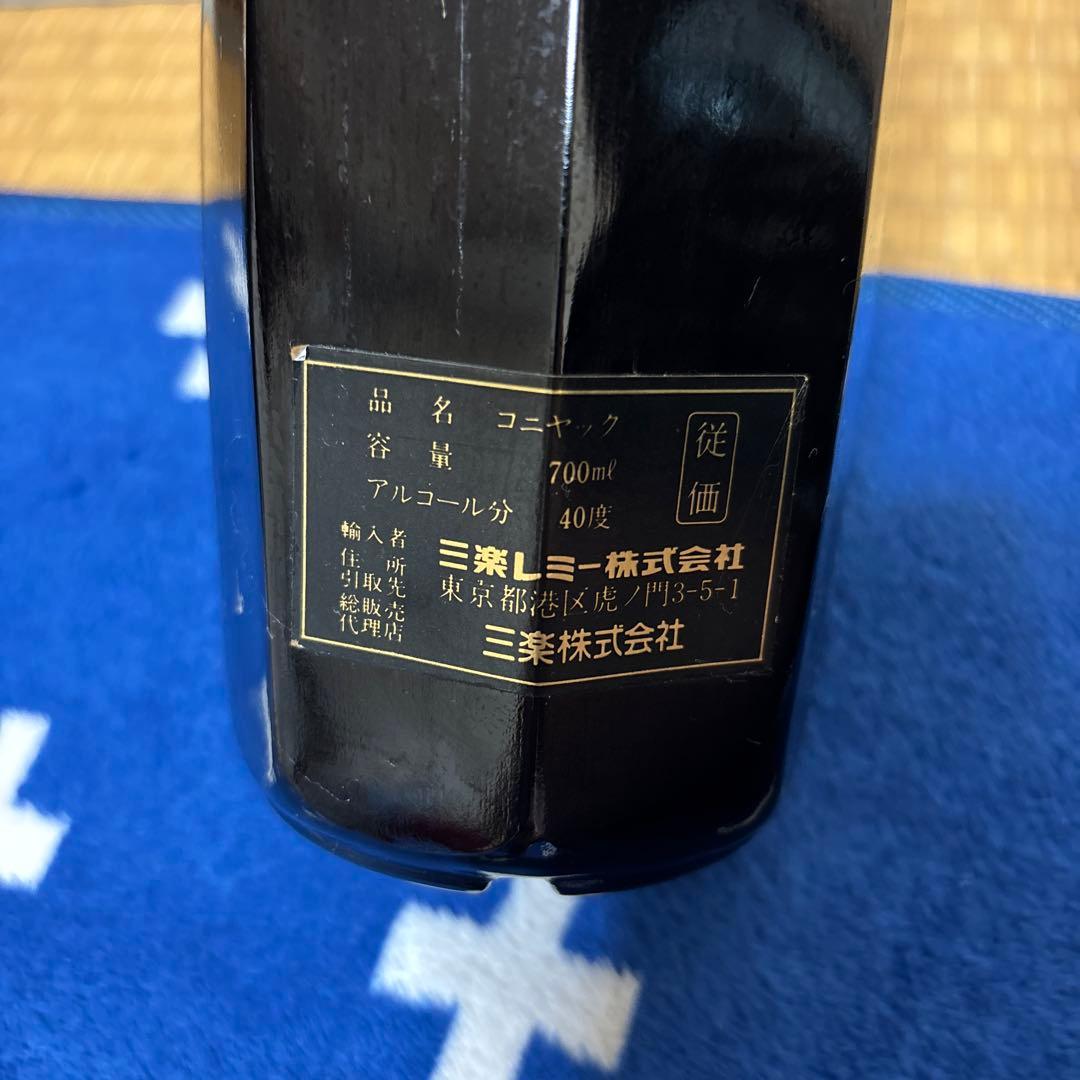 品名 コニヤック
容量 700ml
従価
アルコール分 40度
輸入者 三楽レミー株式会社
住所
引取先 東京都港区虎ノ門3-5-1
総販売
代理店 三楽株式会社